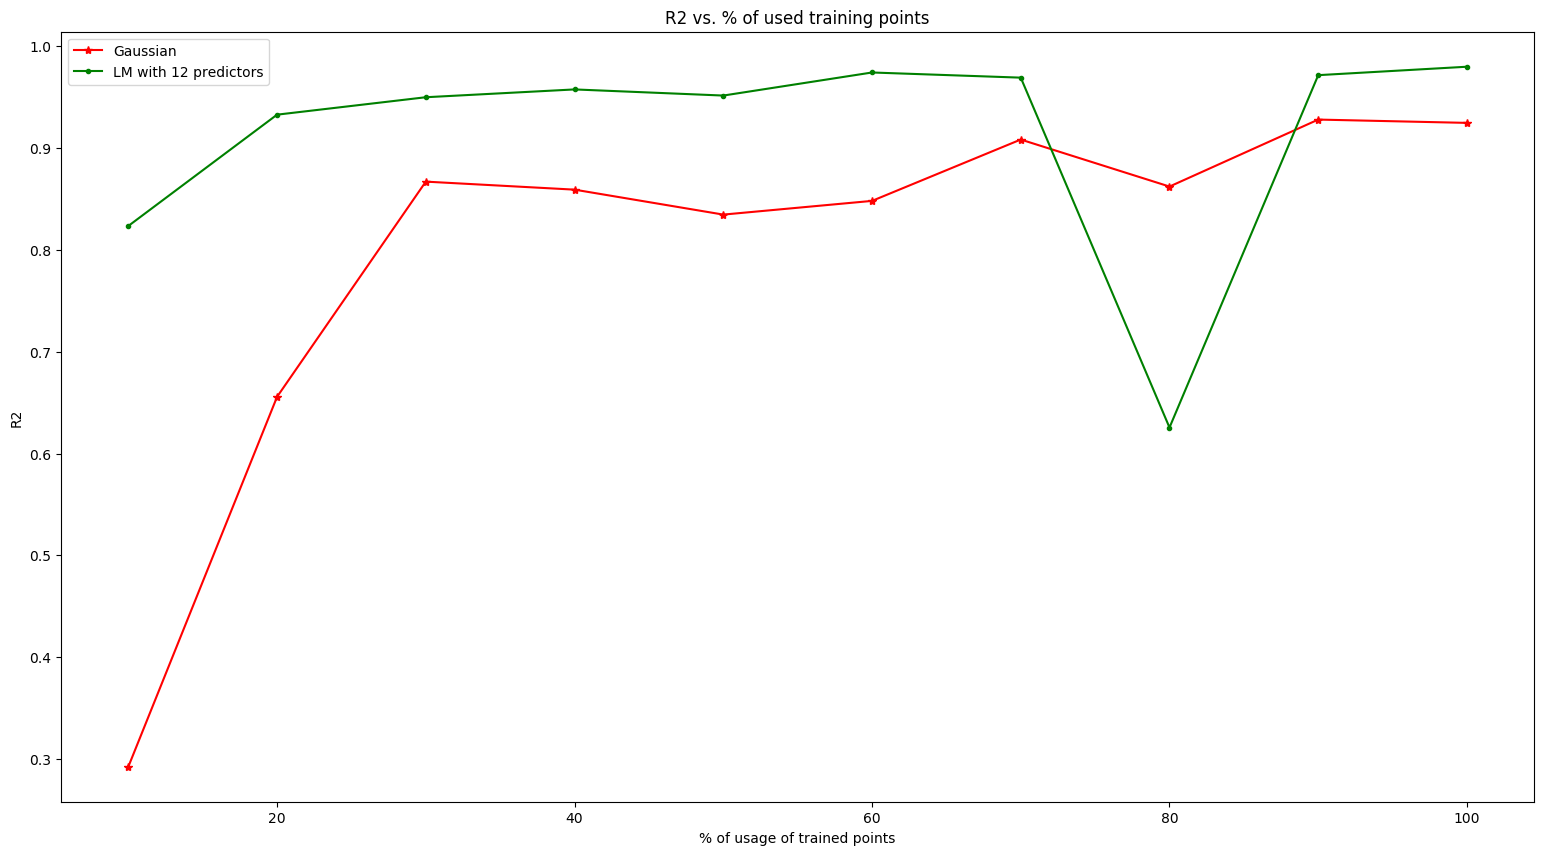 R2 vs. % of used training points
Gaussian
LM with 12 predictors
1.0
0.9
0.8
0.7
0.6
0.5
0.4
0.3
R2
20 40 60 80 100
% of usage of trained points